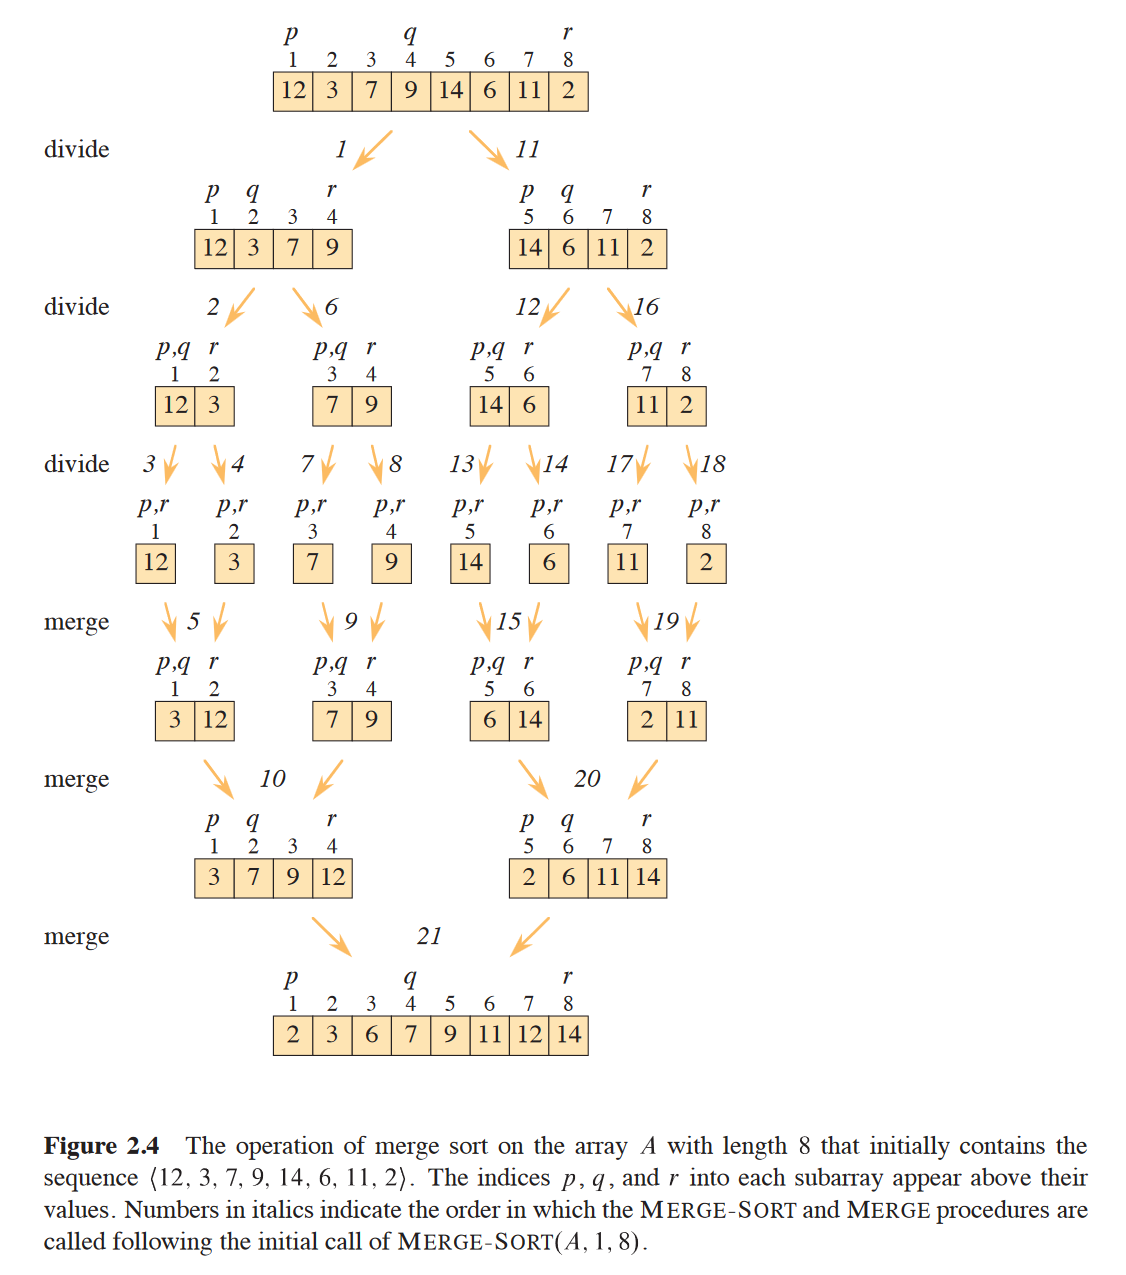 p q r
1 2 3 4 5 6 7 8
12 3 7 9 14 6 11 2
divide 1 11
p q r p q r
1 2 3 4 5 6 7 8
12 3 7 9 14 6 11 2
divide 2 6 12 16
p,q r p,q r p,q r p,q r
1 2 3 4 5 6 7 8
12 3 7 9 14 6 11 2
divide 3 4 7 8 13 14 17 18
p,r p,r p,r p,r p,r p,r p,r p,r
1 2 3 4 5 6 7 8
12 3 7 9 14 6 11 2
merge 5 9 15 19
p,q r p,q r p,q r p,q r
1 2 3 4 5 6 7 8
3 12 7 9 6 14 2 11
merge 10 20
p q r p q r
1 2 3 4 5 6 7 8
3 7 9 12 2 6 11 14
merge 21
p q r
1 2 3 4 5 6 7 8
2 3 6 7 9 11 12 14
Figure 2.4 The operation of merge sort on the array A with length 8 that initially contains the
sequence ⟨12, 3, 7, 9, 14, 6, 11, 2⟩. The indices p, q, and r into each subarray appear above their
values. Numbers in italics indicate the order in which the MERGE-SORT and MERGE procedures are
called following the initial call of MERGE-SORT(A, 1, 8).